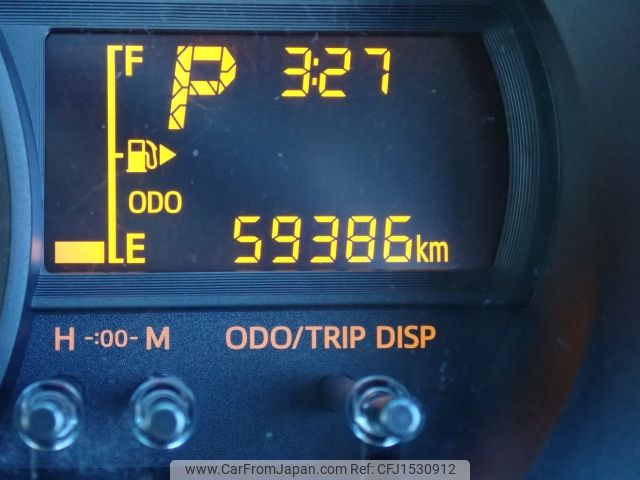 F P 3:27
ODO
E 59386km
H -:00- M ODO/TRIP DISP
www.CarFromJapan.com Ref:CFJ1530912